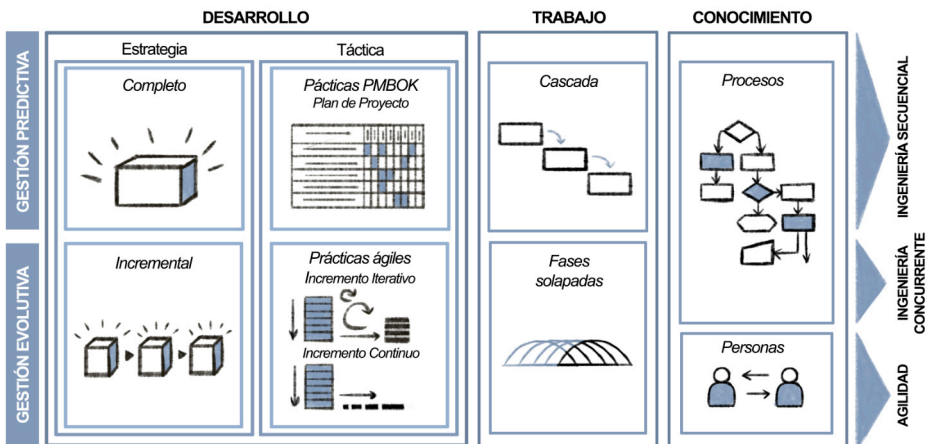 DESARROLLO
TRABAJO
CONOCIMIENTO
GESTIÓN PREDICTIVA
Estrategia
Táctica
Completo
Pácticas PMBOK
Plan de Proyecto
Cascada
Procesos
INGENIERÍA SECUENCIAL
GESTIÓN EVOLUTIVA
Incremental
Prácticas ágiles
Incremento Iterativo
Incremento Continuo
Fases
solapadas
INGENIERÍA
CONCURRENTE
Personas
AGILIDAD